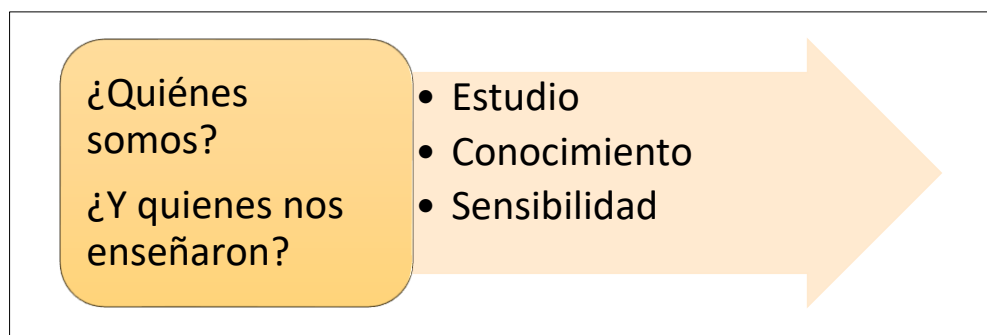 ¿Quiénes
somos?
¿Y quienes nos
enseñaron?
• Estudio
• Conocimiento
• Sensibilidad